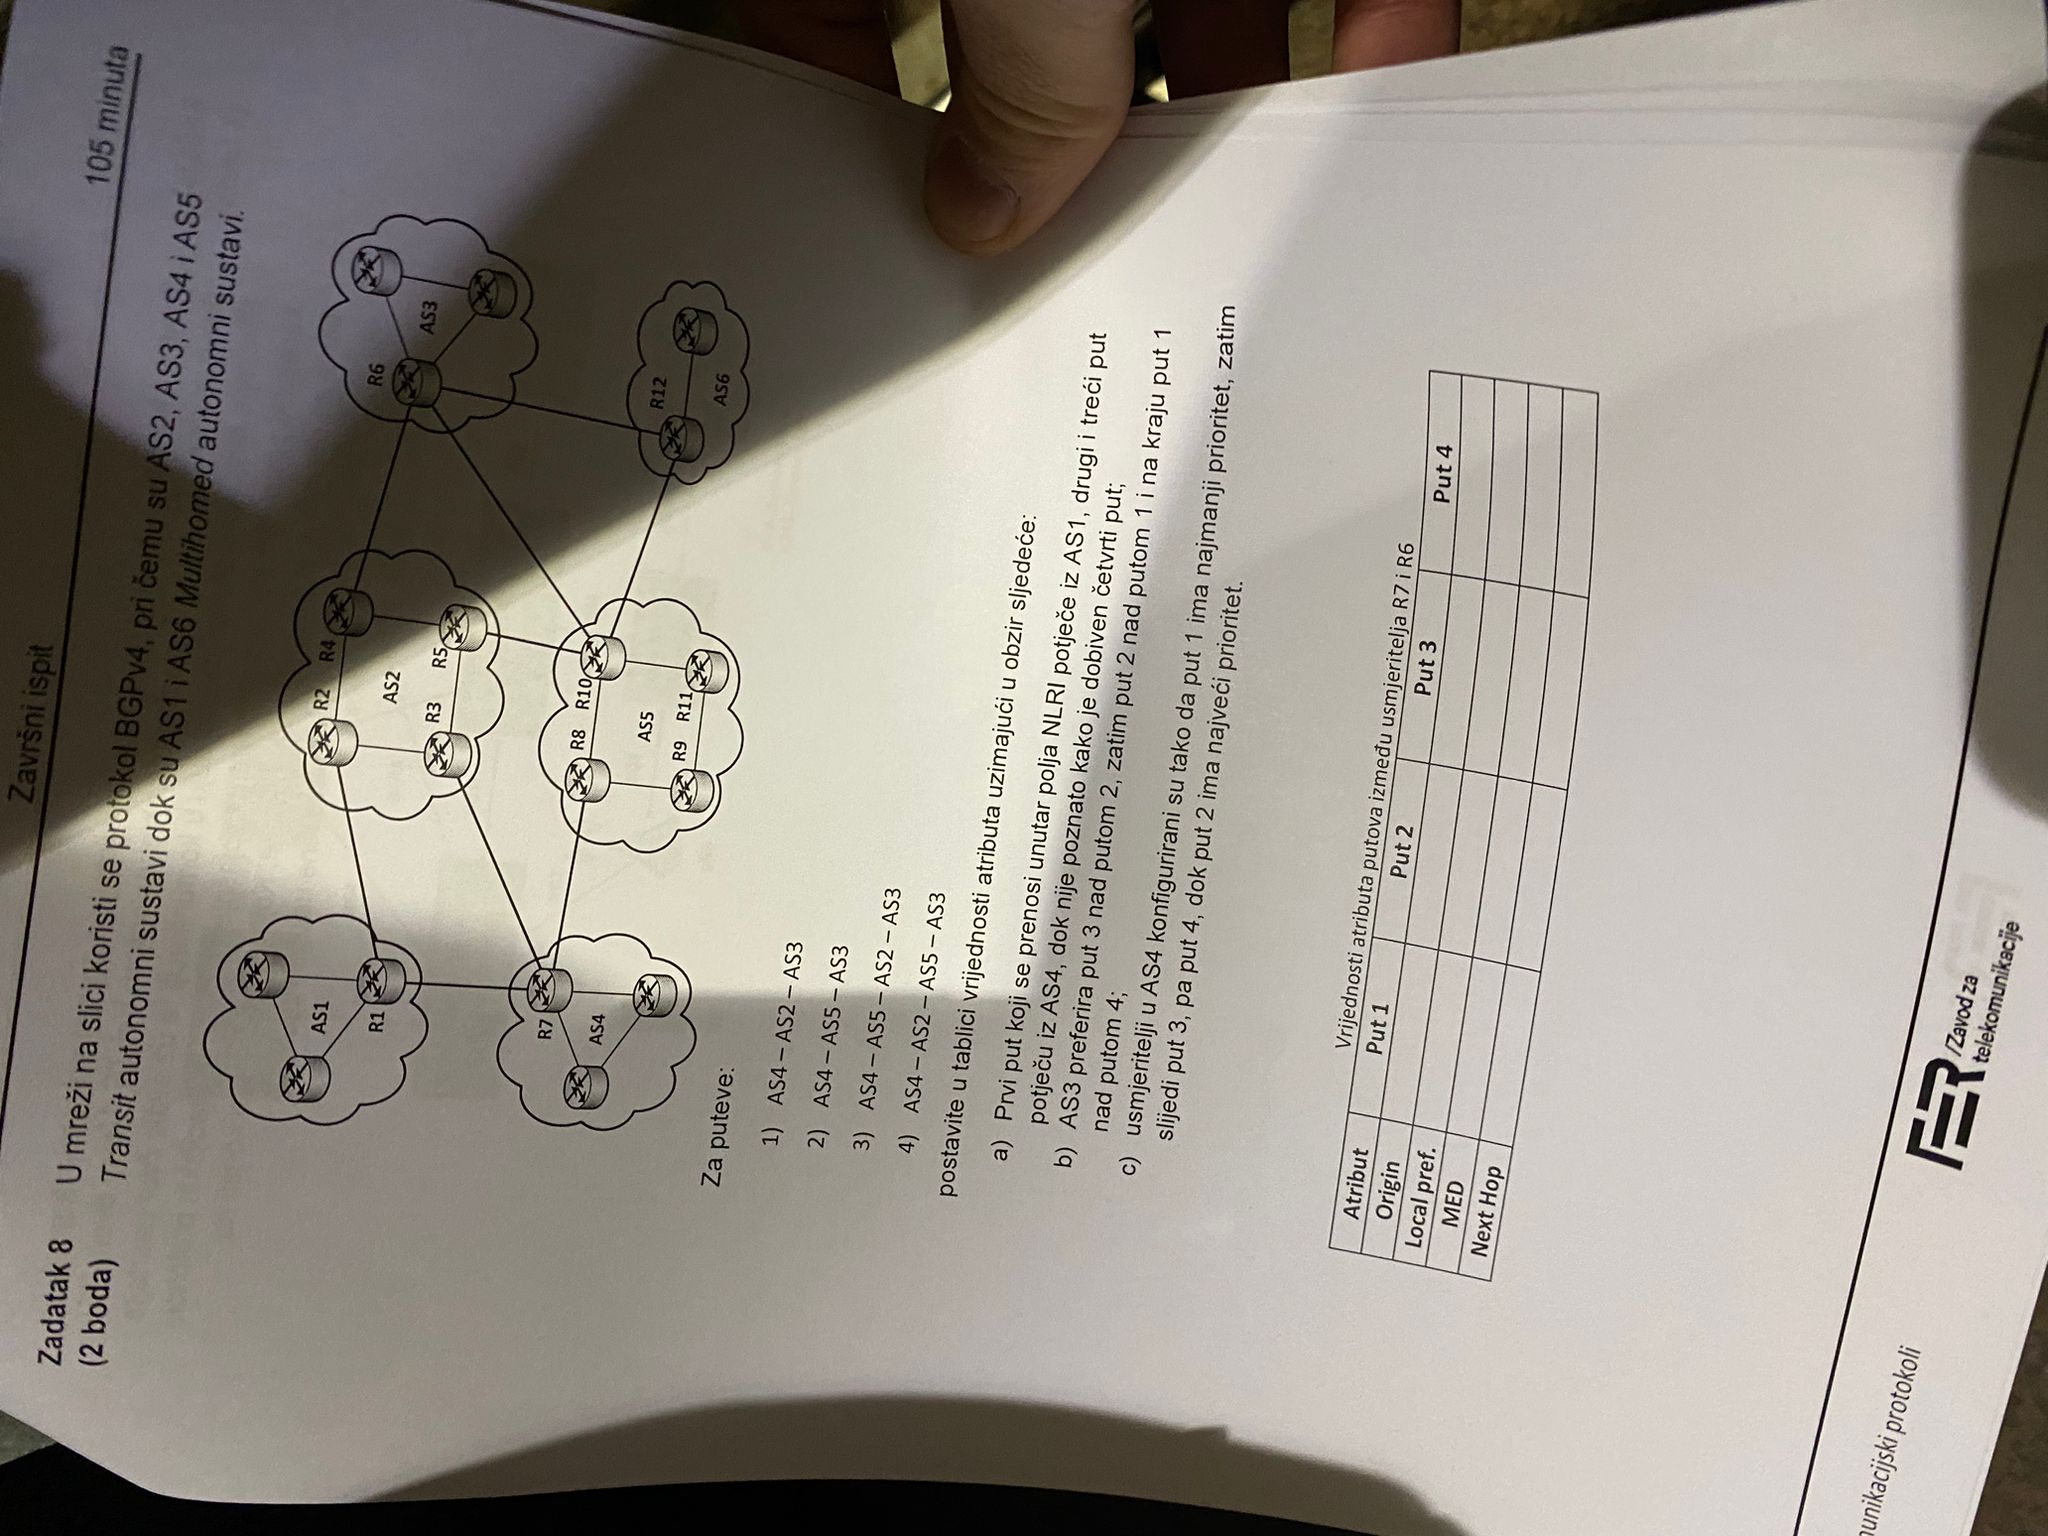 Završni ispit
105 minuta
Zadatak 8
(2 boda)
U mreži na slici koristi se protokol BGPv4, pri čemu su AS2, AS3, AS4 i AS5
Transit autonomni sustavi dok su AS1 i AS6 Multihomed autonomni sustavi.
AS1
R1
R2
R4
AS2
R3
R5
R6
AS3
R7
AS4
R8
R10
AS5
R9
R11
R12
AS6
Za puteve:
1) AS4 – AS2 – AS3
2) AS4 – AS5 – AS3
3) AS4 – AS5 – AS2 – AS3
4) AS4 – AS2 – AS5 – AS3
postavite u tablici vrijednosti atributa uzimajući u obzir sljedeće:
a) Prvi put koji se prenosi unutar polja NLRI potječe iz AS1, drugi i treći put
potječu iz AS4, dok nije poznato kako je dobiven četvrti put;
b) AS3 preferira put 3 nad putom 2, zatim put 2 nad putom 1 i na kraju put 1
nad putom 4;
c) usmjeritelji u AS4 konfigurirani su tako da put 1 ima najmanji prioritet, zatim
slijedi put 3, pa put 4, dok put 2 ima najveći prioritet.
Vrijednosti atributa putova između usmjeritelja R7 i R6
Atribut Put 1 Put 2 Put 3 Put 4
Origin
Local pref.
MED
Next Hop
FER /Zavod za
telekomunikacije
unikacijski protokoli